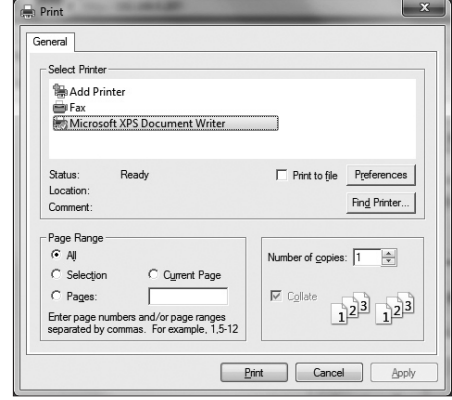 Print
General
Select Printer
Add Printer
Fax
Microsoft XPS Document Writer
Status: Ready
Print to file
Preferences
Location:
Comment:
Find Printer...
Page Range
All
Selection
Current Page
Pages:
Enter page numbers and/or page ranges
separated by commas. For example, 1,5-12
Number of copies: 1
Collate
1 2 3 1 2 3
Print Cancel Apply